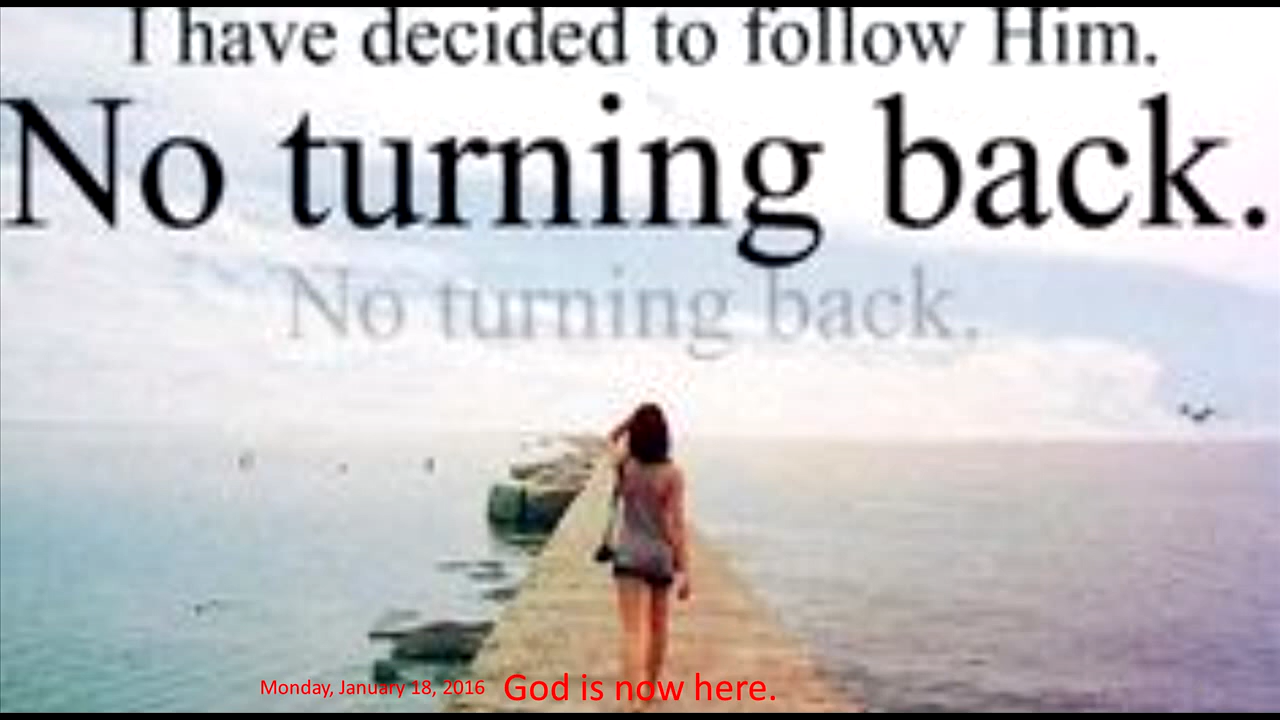 I have decided to follow Him.
No turning back.
No turning back.
Monday, January 18, 2016 God is now here.